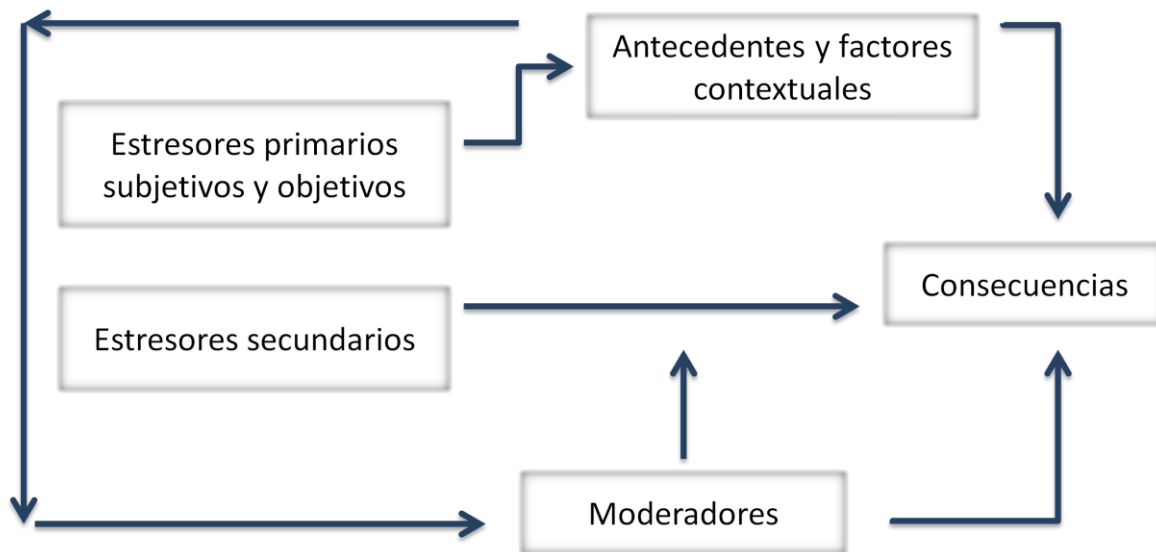 Antecedentes y factores
contextuales
Estresores primarios
subjetivos y objetivos
Consecuencias
Estresores secundarios
Moderadores